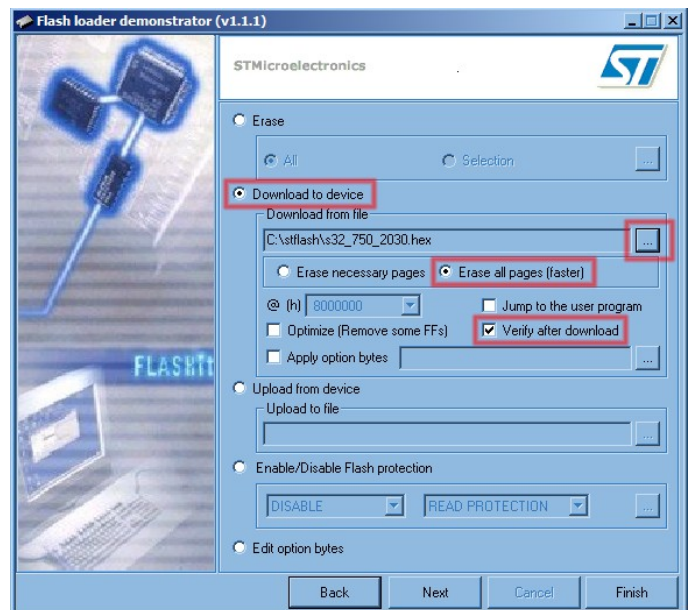 Flash loader demonstrator (v1.1.1)
STMicroelectronics
ST
Erase
All Selection ...
Download to device
Download from file
C:\stflash\s32_750_2030.hex ...
Erase necessary pages Erase all pages (faster)
@ (h) 8000000 Jump to the user program
Optimize (Remove some FFs) Verify after download
Apply option bytes ...
FLASHIt
Upload from device
Upload to file
...
Enable/Disable Flash protection
DISABLE READ PROTECTION ...
Edit option bytes
Back Next Cancel Finish